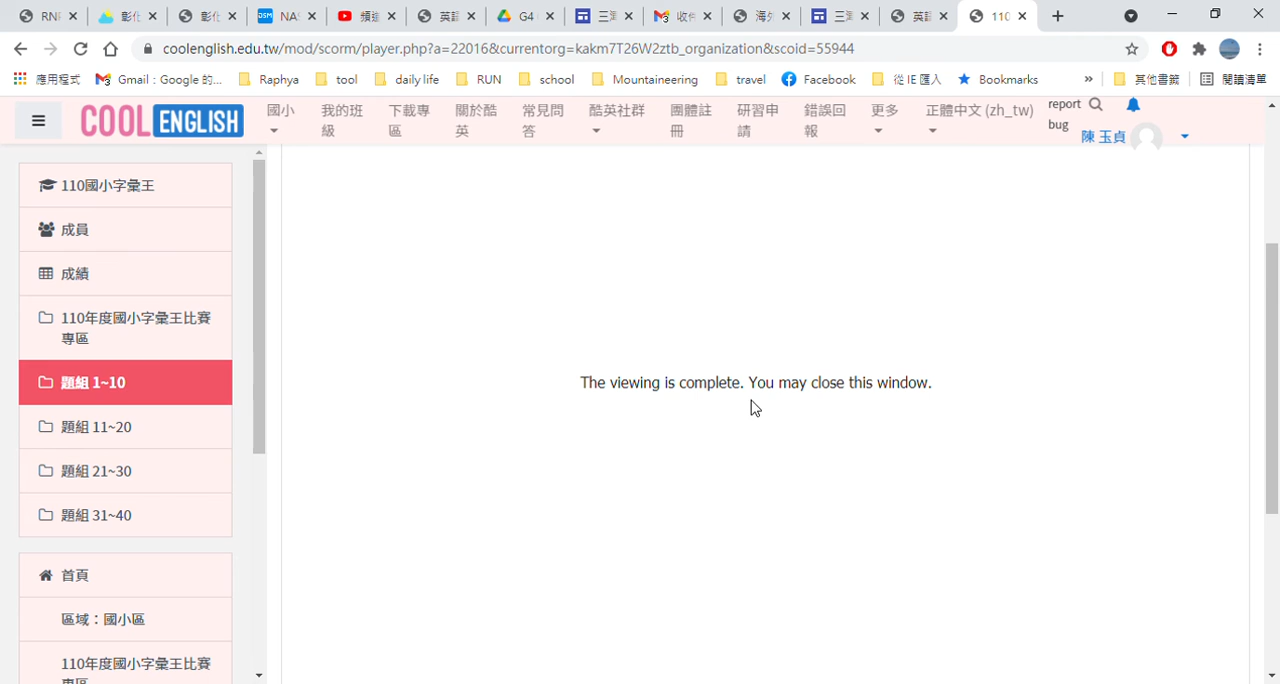 RNR
彰化
彰化
DSM NAS
頻道
英語
G4
三
收件
海外
三
英語
110
coolenglish.edu.tw/mod/scorm/player.php?a=22016&currentorg=kakm7T26W2ztb_organization&scoid=55944
應用程式 Gmail：Google 的... Raphya tool daily life RUN school Mountaineering travel Facebook 從 IE 匯入 Bookmarks » 其他書籤 閱讀清單
COOL ENGLISH
國小
我的班級
下載專區
關於酷英
常見問答
酷英社群
團體註冊
研習申請
錯誤回報
更多
正體中文 (zh_tw)
report
bug
陳 玉貞
110國小字彙王
成員
成績
110年度國小字彙王比賽
專區
題組 1~10
題組 11~20
題組 21~30
題組 31~40
首頁
區域：國小區
110年度國小字彙王比賽
專區
The viewing is complete. You may close this window.